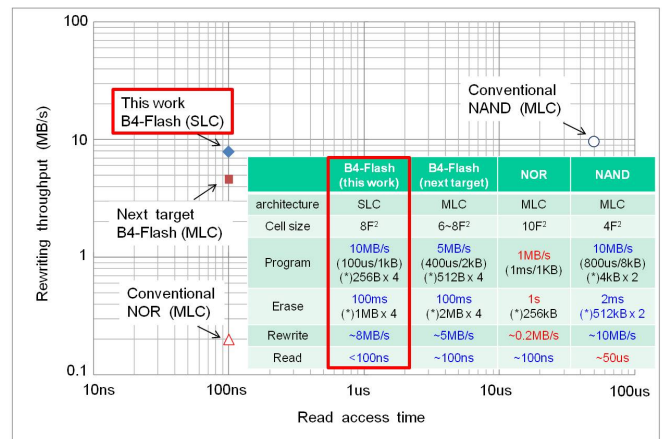 100
This work
B4-Flash (SLC)
Conventional
NAND (MLC)
10
Rewriting throughput (MB/s)
Next target
B4-Flash (MLC)
1
Conventional
NOR (MLC)
0.1
B4-Flash (this work) B4-Flash (next target) NOR NAND
architecture SLC MLC MLC MLC
Cell size 8F² 6~8F² 10F² 4F²
Program 10MB/s (100us/1kB) (*)256B x 4 5MB/s (400us/2kB) (*)512B x 4 1MB/s (1ms/1KB) 10MB/s (800us/8kB) (*)4kB x 2
Erase 100ms (*)1MB x 4 100ms (*)2MB x 4 1s (*)256kB 2ms (*)512kB x 2
Rewrite ~8MB/s ~5MB/s ~0.2MB/s ~10MB/s
Read <100ns ~100ns ~100ns ~50us
10ns 100ns 1us 10us 100us
Read access time